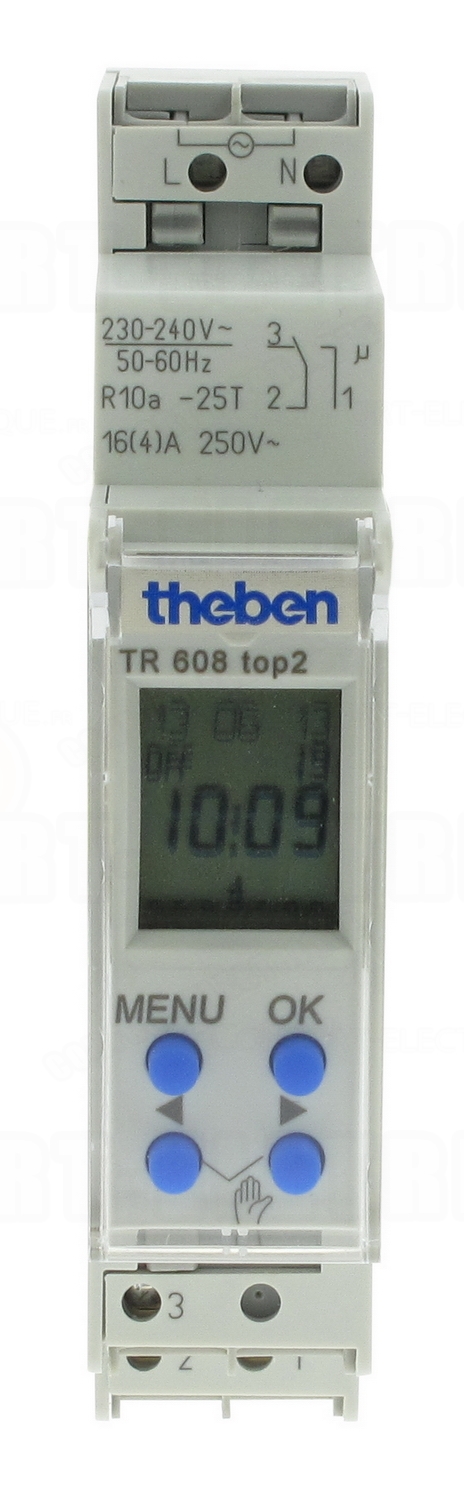 L N
230-240V~ 3
50-60Hz µ
R10a -25T 2 1
16(4)A 250V~
theben
TR 608 top2
13 06 13
OFF 19
10:09
MENU OK
3
2 1